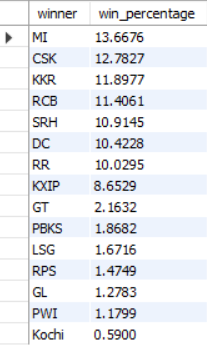 winner win_percentage
MI 13.6676
CSK 12.7827
KKR 11.8977
RCB 11.4061
SRH 10.9145
DC 10.4228
RR 10.0295
KXIP 8.6529
GT 2.1632
PBKS 1.8682
LSG 1.6716
RPS 1.4749
GL 1.2783
PWI 1.1799
Kochi 0.5900